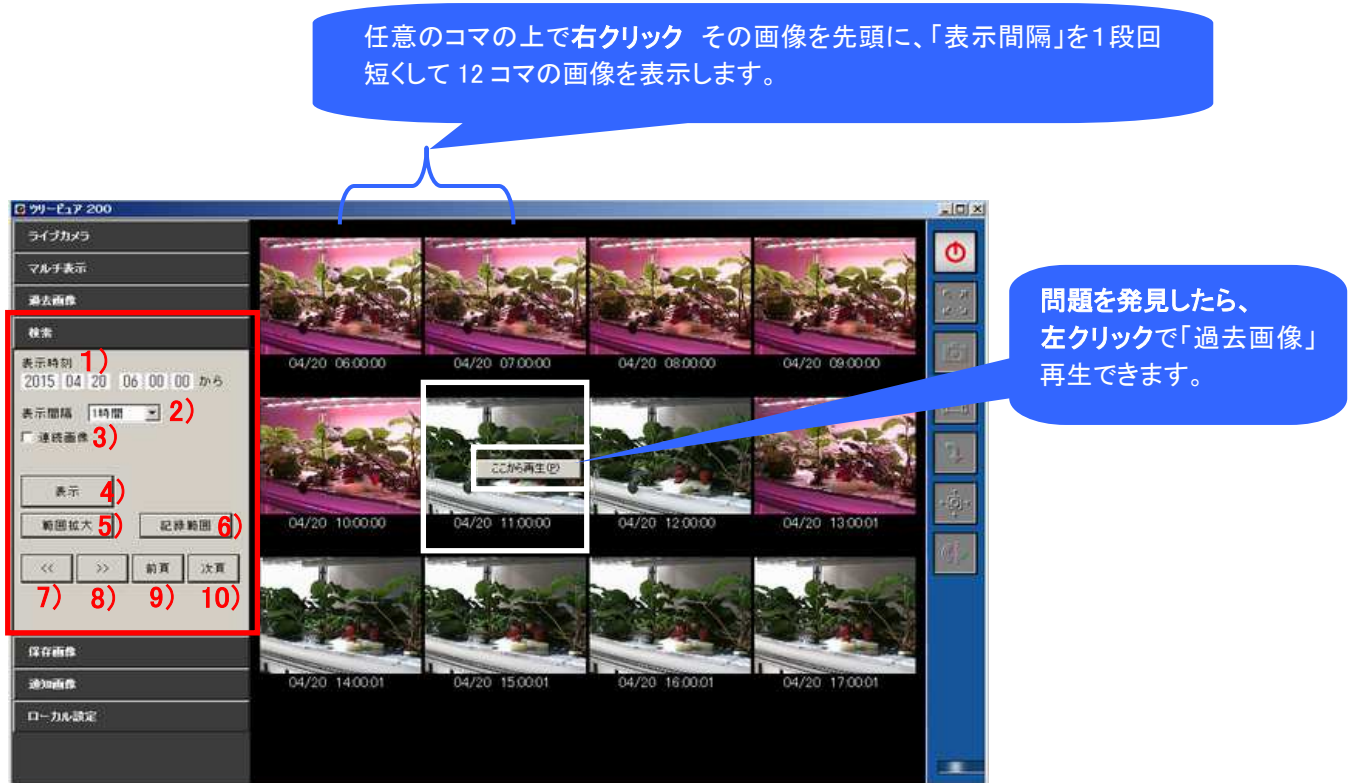 任意のコマの上で右クリック その画像を先頭に、「表示間隔」を1段回
短くして 12 コマの画像を表示します。
ツリーピュア 200
ライブカメラ
マルチ表示
過去画像
検索
表示時刻 1)
2015 04 20 06 00 00 から
表示間隔 1時間 2)
連続画像 3)
表示 4)
範囲拡大 5) 記録範囲 6)
<< >> 前頁 次頁
7) 8) 9) 10)
保存画像
通知画像
ローカル設定
04/20 06:00:00 04/20 07:00:00 04/20 08:00:00 04/20 09:00:00
ここから再生(P)
04/20 10:00:00 04/20 11:00:00 04/20 12:00:00 04/20 13:00:01
04/20 14:00:01 04/20 15:00:01 04/20 16:00:01 04/20 17:00:01
問題を発見したら、
左クリックで「過去画像」
再生できます。